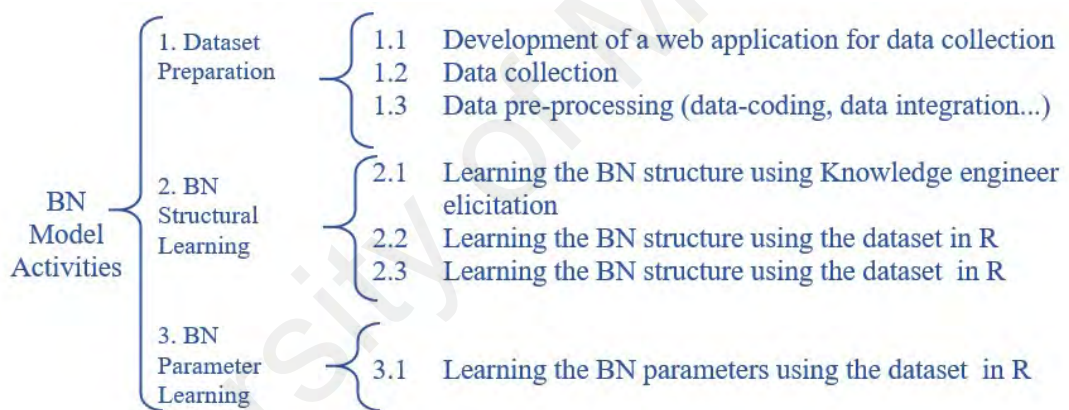 BN
Model
Activities
1. Dataset
Preparation
1.1 Development of a web application for data collection
1.2 Data collection
1.3 Data pre-processing (data-coding, data integration...)
2. BN
Structural
Learning
2.1 Learning the BN structure using Knowledge engineer
elicitation
2.2 Learning the BN structure using the dataset in R
2.3 Learning the BN structure using the dataset in R
3. BN
Parameter
Learning
3.1 Learning the BN parameters using the dataset in R